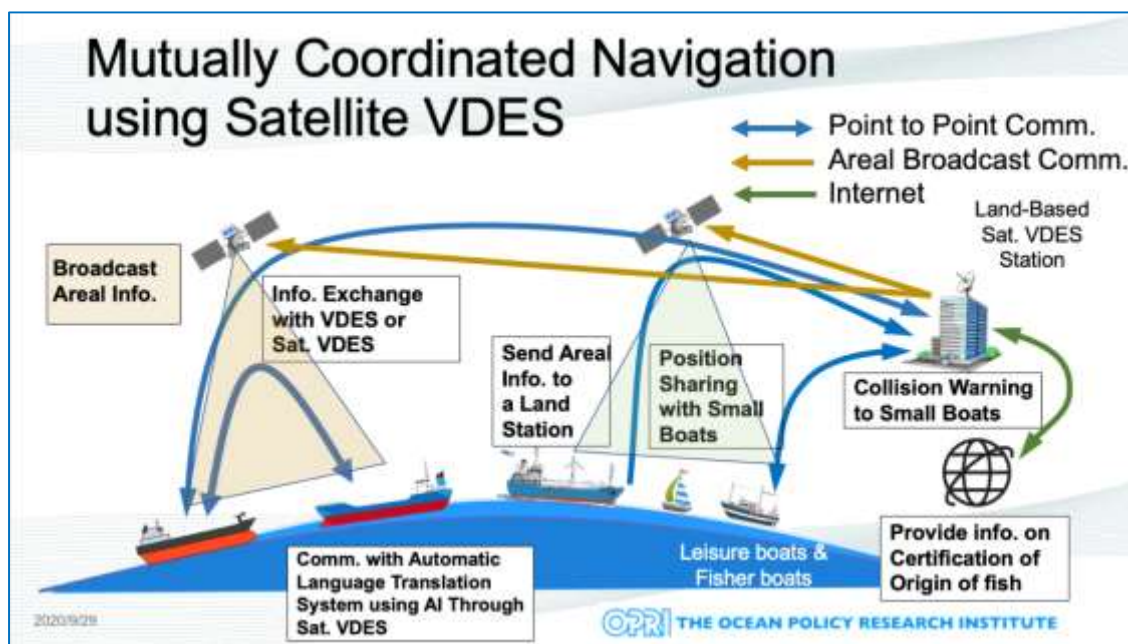 Mutually Coordinated Navigation
using Satellite VDES
Point to Point Comm.
Areal Broadcast Comm.
Internet
Land-Based
Sat. VDES
Station
Broadcast
Areal Info.
Info. Exchange
with VDES or
Sat. VDES
Send Areal
Info. to
a Land
Station
Position
Sharing
with Small
Boats
Collision Warning
to Small Boats
Comm. with Automatic
Language Translation
System using AI Through
Sat. VDES
Leisure boats &
Fisher boats
Provide info. on
Certification of
Origin of fish
2020/9/29
OPRI THE OCEAN POLICY RESEARCH INSTITUTE